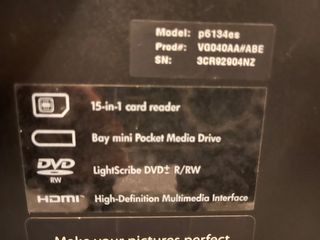 Model: p6134es
Prod#: VG040AA#ABE
SN: 3CR92904NZ
15-in-1 card reader
Bay mini Pocket Media Drive
DVD RW LightScribe DVD± R/RW
HDMI High-Definition Multimedia Interface
Make your pictures perfect